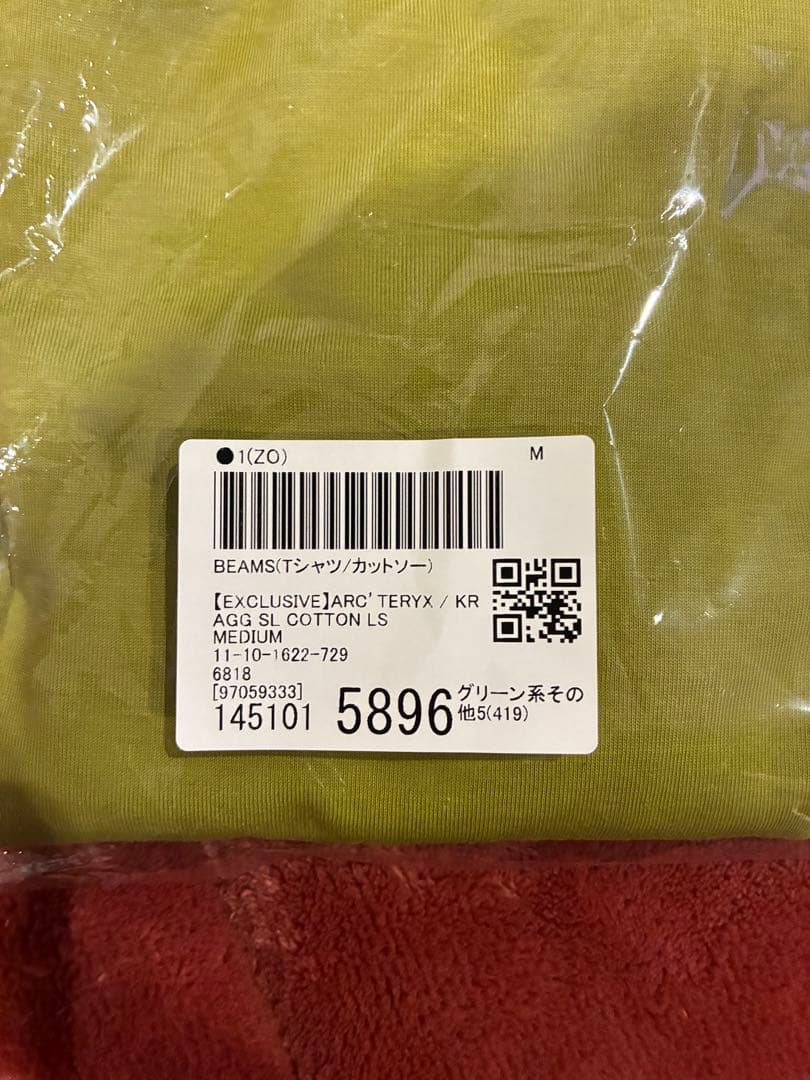 ●1(ZO) M
BEAMS(Tシャツ/カットソー)
【EXCLUSIVE】ARC'TERYX / KR
AGG SL COTTON LS
MEDIUM
11-10-1622-729
6818
[97059333]
145101 5896 グリーン系その
他5(419)